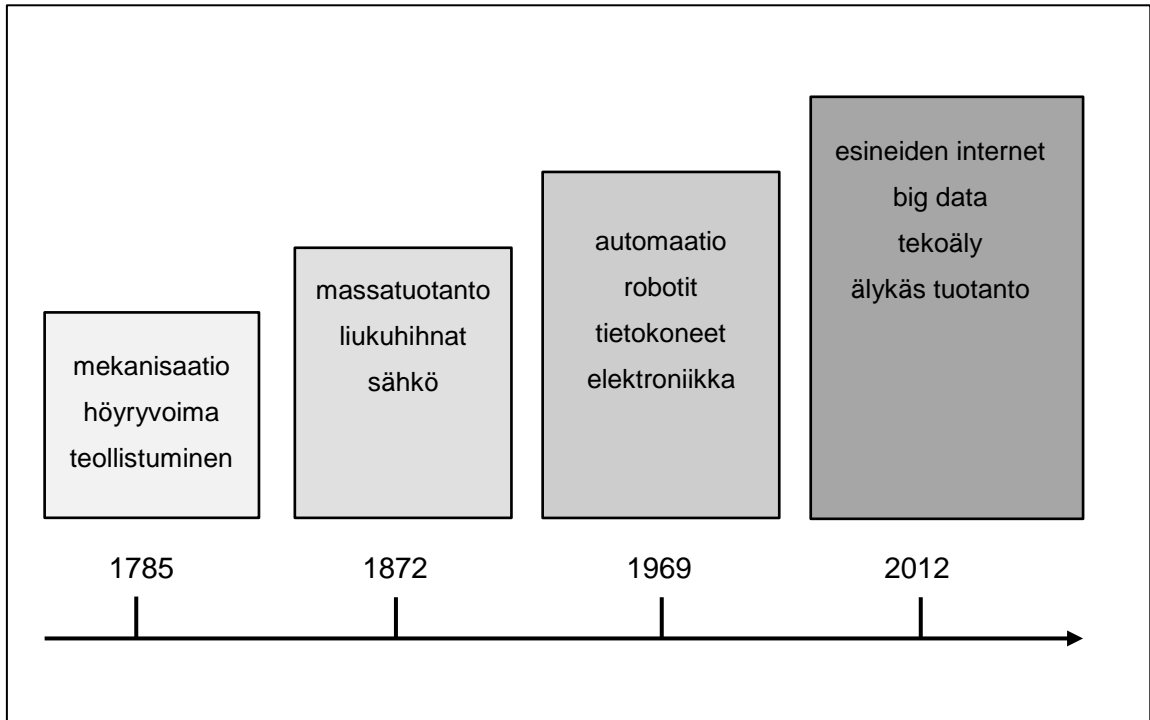 mekanisaatio
höyryvoima
teollistuminen
massatuotanto
liukuhihnat
sähkö
automaatio
robotit
tietokoneet
elektroniikka
esineiden internet
big data
tekoäly
älykäs tuotanto
1785
1872
1969
2012